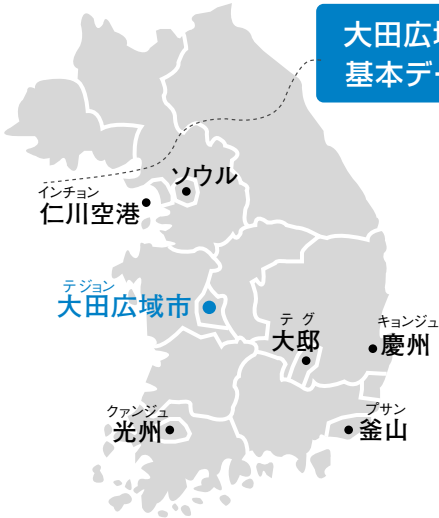 大田広域
基本デー
ソウル
インチョン
仁川空港
テジョン
大田広域市
テグ
大邸
キョンジュ
慶州
クァンジュ
光州
プサン
釜山